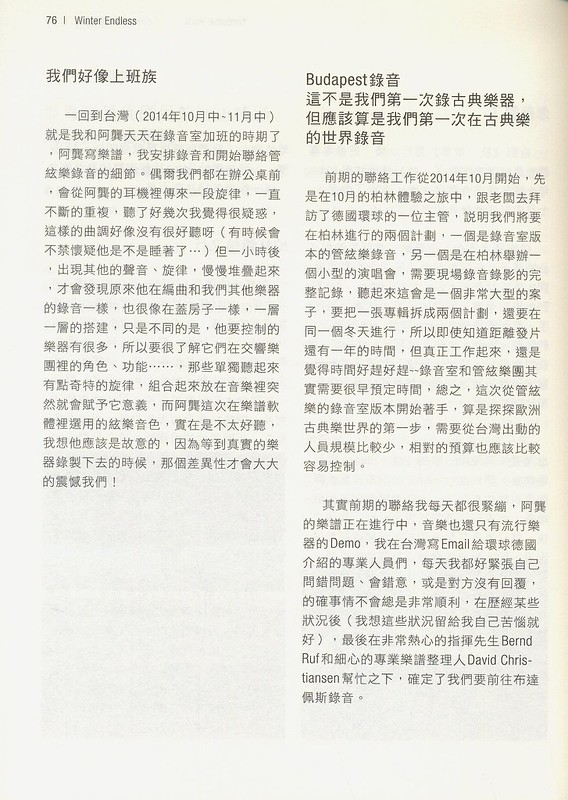 76 | Winter Endless
我們好像上班族
一回到台灣（2014年10月中-11月中）
就是我和阿龔天天在錄音室加班的時期了
，阿龔寫樂譜，我安排錄音和開始聯絡管
絃樂錄音的細節。偶爾我們都在辦公桌前
，會從阿龔的耳機裡傳來一段旋律，一直
不斷的重複，聽了好幾次我覺得很疑惑，
這樣的曲調好像沒有很好聽呀（有時候會
不禁懷疑他是不是睡著了…）但一小時後
，出現其他的聲音、旋律，慢慢堆疊起來
，才會發現原來他在編曲和我們其他樂器
的錄音一樣，也很像在蓋房子一樣，一層
一層的搭建，只是不同的是，他要控制的
樂器有很多，所以要很了解它們在交響樂
團裡的角色、功能……，那些單獨聽起來
有點奇特的旋律，組合起來放在音樂裡突
然就會賦予它意義，而阿龔這次在樂譜軟
體裡選用的絃樂音色，實在是不太好聽，
我想他應該是故意的，因為等到真實的樂
器錄製下去的時候，那個差異性才會大大
的震憾我們！
Budapest錄音
這不是我們第一次錄古典樂器，
但應該算是我們第一次在古典樂
的世界錄音
前期的聯絡工作從2014年10月開始，先
是在10月的柏林體驗之旅中，跟老闆去拜
訪了德國環球的一位主管，說明我們將要
在柏林進行的兩個計劃，一個是錄音室版
本的管絃樂錄音，另一個是在柏林舉辦一
個小型的演唱會，需要現場錄音錄影的完
整記錄，聽起來這會是一個非常大型的案
子，要把一張專輯拆成兩個計劃，還要在
同一個冬天進行，所以即使知道距離發片
還有一年的時間，但真正工作起來，還是
覺得時間好趕好趕~~錄音室和管絃樂團其
實需要很早預定時間，總之，這次從管絃
樂的錄音室版本開始著手，算是探探歐洲
古典樂世界的第一步，需要從台灣出動的
人員規模比較少，相對的預算也應該比較
容易控制。
其實前期的聯絡我每天都很緊繃，阿龔
的樂譜正在進行中，音樂也還只有流行樂
器的Demo，我在台灣寫Email給環球德國
介紹的專業人員們，每天我都好緊張自己
問錯問題、會錯意，或是對方沒有回覆，
的確事情不會總是非常順利，在歷經某些
狀況後（我想這些狀況留給我自己苦惱就
好），最後在非常熱心的指揮先生Bernd
Ruf和細心的專業樂譜整理人David Chris-
tiansen幫忙之下，確定了我們要前往布達
佩斯錄音。